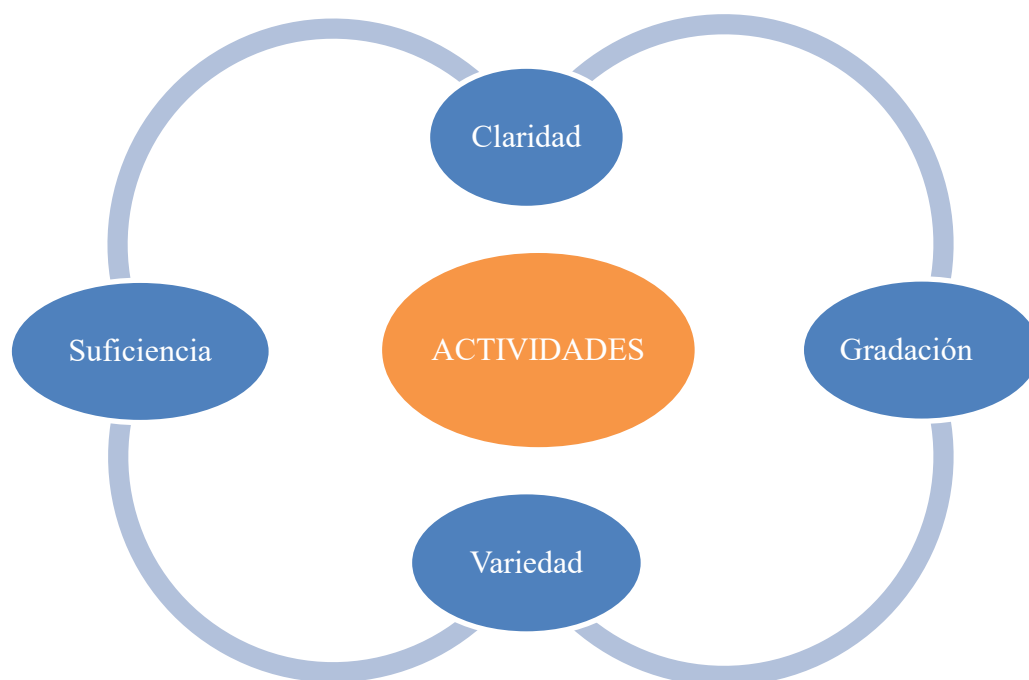 Claridad
Suficiencia
ACTIVIDADES
Gradación
Variedad